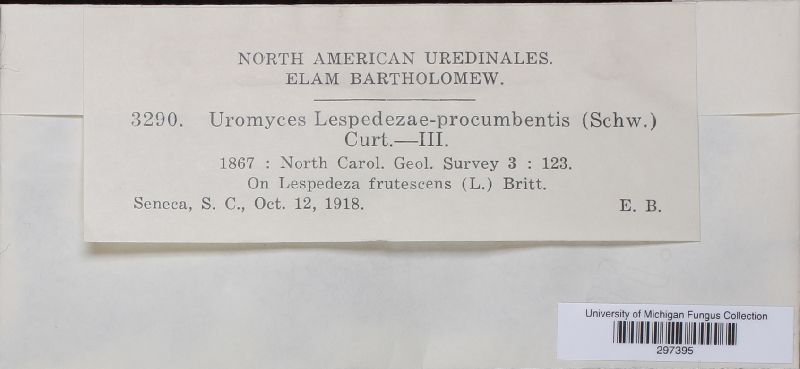 NORTH AMERICAN UREDINALES.
ELAM BARTHOLOMEW.
3290. Uromyces Lespedezae-procumbentis (Schw.)
Curt.—III.
1867 : North Carol. Geol. Survey 3 : 123.
On Lespedeza frutescens (L.) Britt.
Seneca, S. C., Oct. 12, 1918. E. B.
University of Michigan Fungus Collection
297395